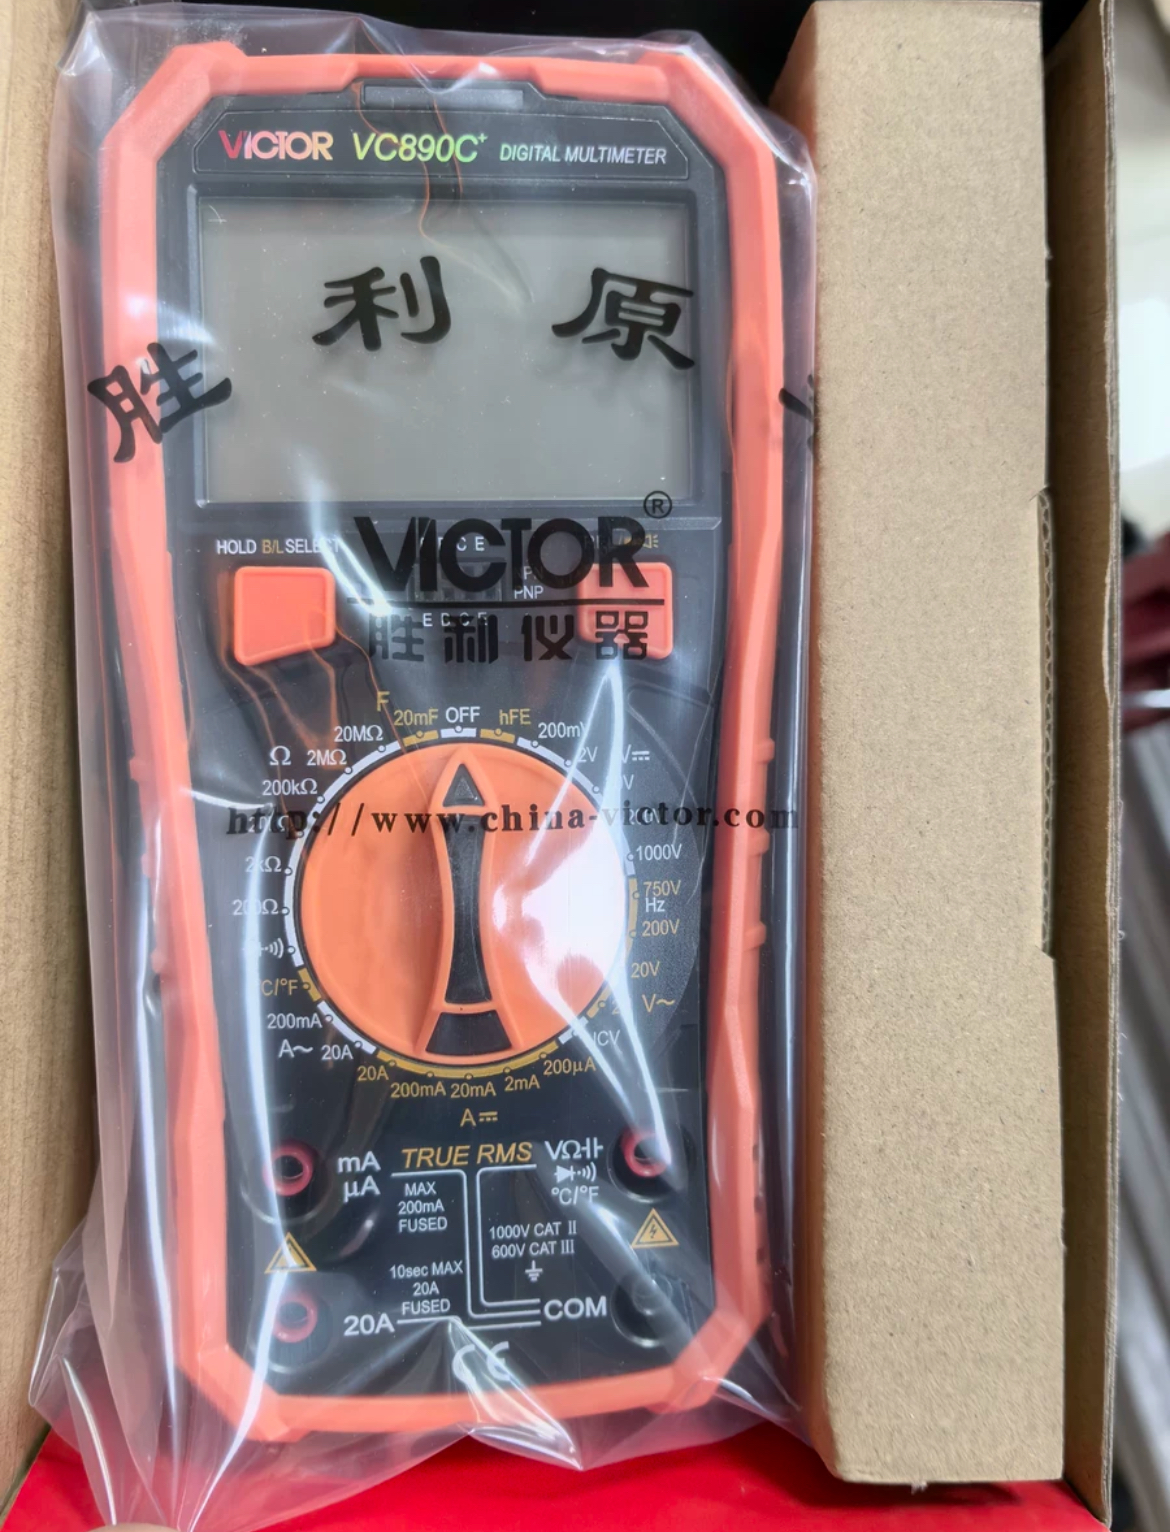 VICTOR VC890C+ DIGITAL MULTIMETER
胜利原
VICTOR®
胜利仪器
HOLD B/L SELECT
PNP
E B C E
F
20mF OFF hFE
20MΩ
200mV
Ω 2MΩ
2V
V⎓
200kΩ
http://www.china-victor.com
2kΩ
1000V
750V
Hz
200Ω
200V
°C/°F
20V
V~
200mA
A~ 20A
NCV
20A
200mA 20mA 2mA 200μA
A⎓
mA
μA
TRUE RMS
VΩ
°C/°F
MAX
200mA
FUSED
1000V CAT II
600V CAT III
10sec MAX
20A
FUSED
20A
COM
CE